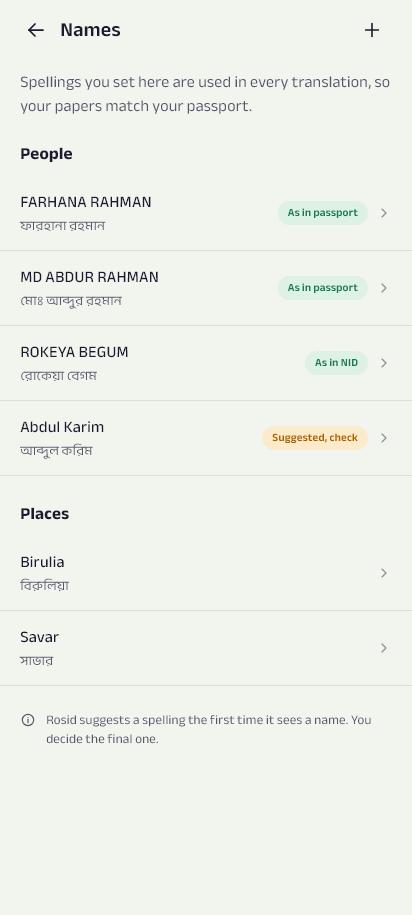 Names
Spellings you set here are used in every translation, so
your papers match your passport.
People
FARHANA RAHMAN
ফারহানা রহমান
As in passport
MD ABDUR RAHMAN
মোঃ আব্দুর রহমান
As in passport
ROKEYA BEGUM
রোকেয়া বেগম
As in NID
Abdul Karim
আব্দুল করিম
Suggested, check
Places
Birulia
বিরুলিয়া
Savar
সাভার
Rosid suggests a spelling the first time it sees a name. You
decide the final one.